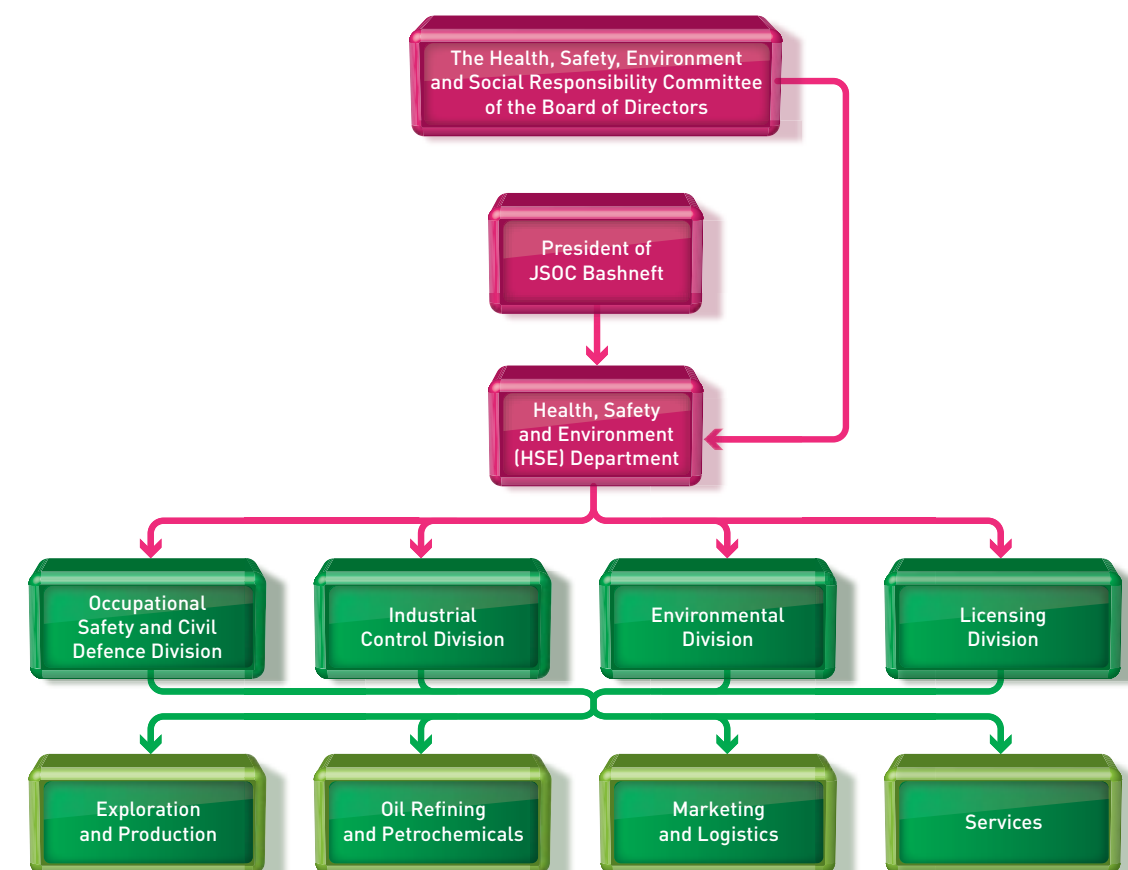 The Health, Safety, Environment
and Social Responsibility Committee
of the Board of Directors
President of
JSOC Bashneft
Health, Safety
and Environment
(HSE) Department
Occupational
Safety and Civil
Defence Division
Industrial
Control Division
Environmental
Division
Licensing
Division
Exploration
and Production
Oil Refining
and Petrochemicals
Marketing
and Logistics
Services